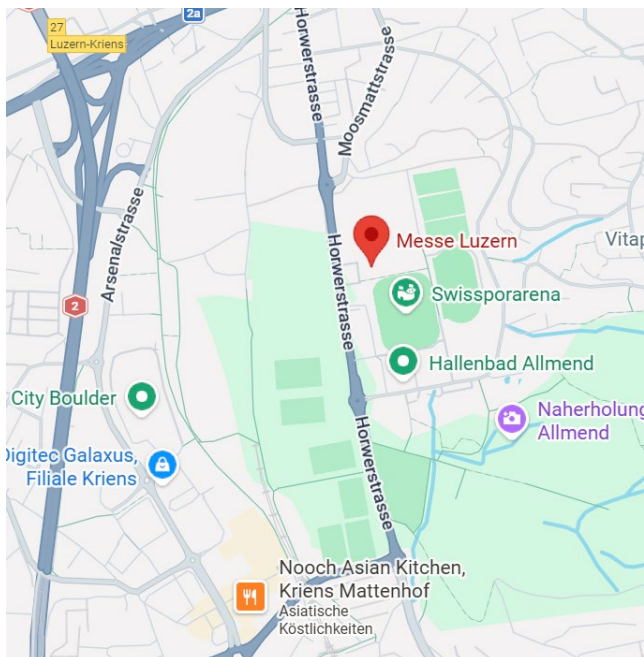 27
Luzern-Kriens
2a
Horwerstrasse
Moosmattstrasse
Arsenalstrasse
Messe Luzern
Vitap
Horwerstrasse
Swissporarena
2
Hallenbad Allmend
City Boulder
Naherholung
Allmend
Horwerstrasse
Digitec Galaxus,
Filiale Kriens
Nooch Asian Kitchen,
Kriens Mattenhof
Asiatische
Köstlichkeiten